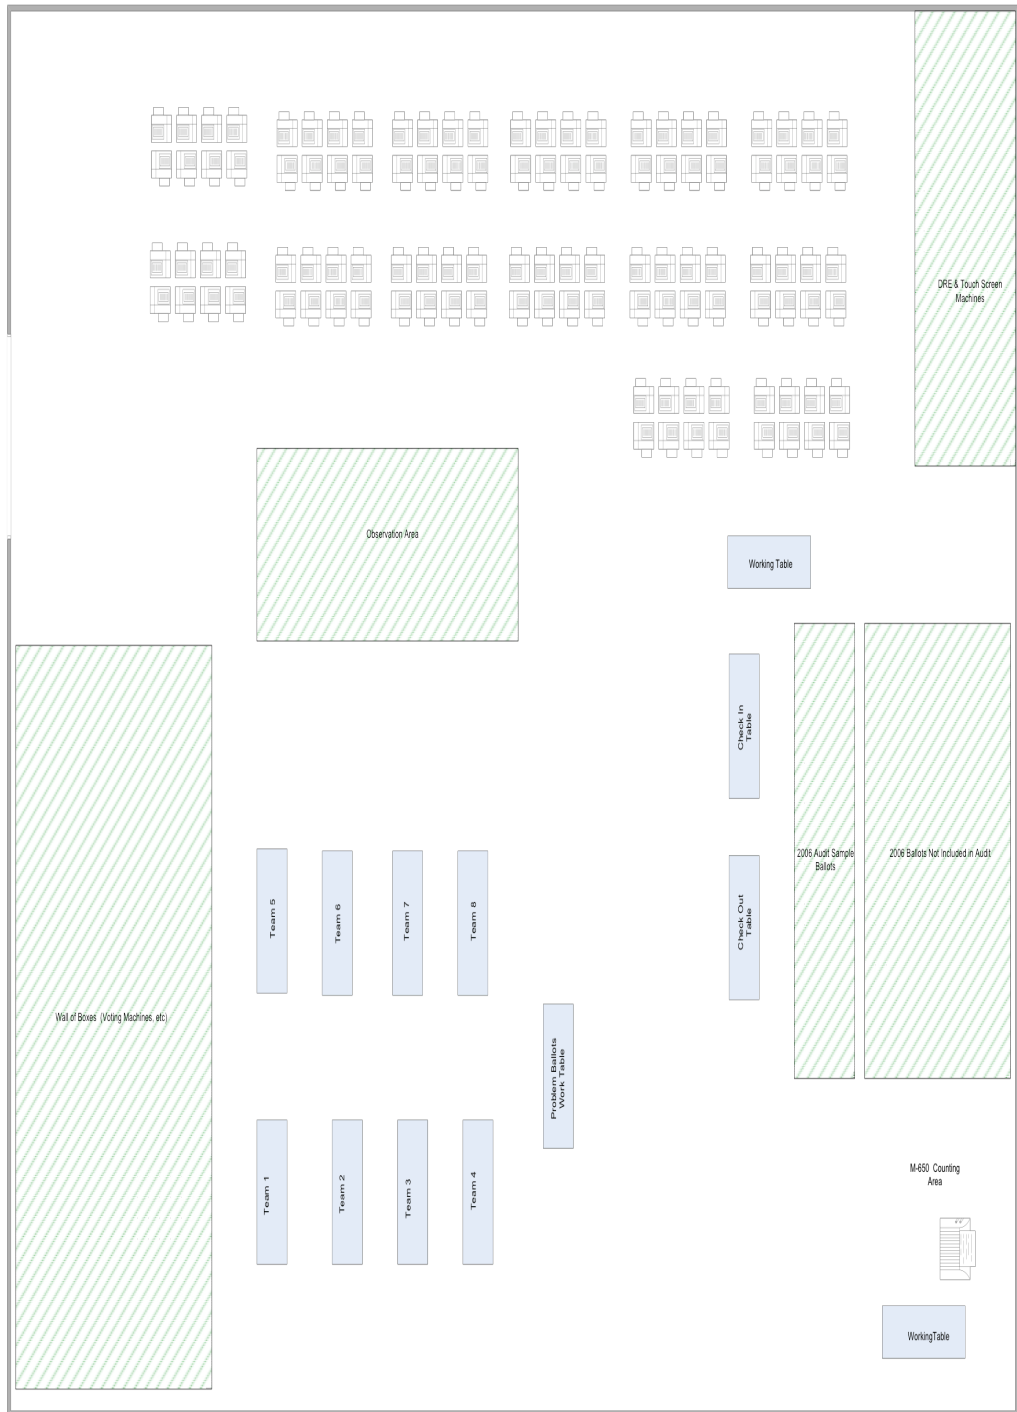 DRE & Touch Screen
Machines
Observation Area
Working Table
Check In
Table
2006 Audit Sample
Ballots
2006 Ballots Not Included in Audit
Check Out
Table
Team 5
Team 6
Team 7
Team 8
Wall of Boxes (Voting Machines, etc)
Problem Ballots
Work Table
Team 1
Team 2
Team 3
Team 4
M-650 Counting
Area
WorkingTable